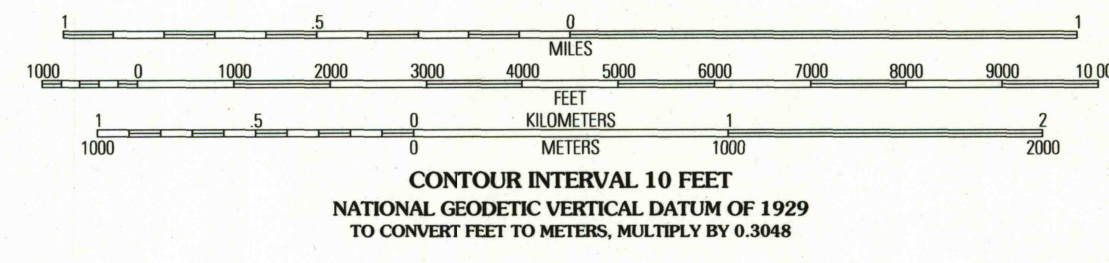 1 .5 0 1
MILES
1000 0 1000 2000 3000 4000 5000 6000 7000 8000 9000 10 00
FEET
1 .5 0 KILOMETERS 1 2
1000 0 METERS 1000 2000
CONTOUR INTERVAL 10 FEET
NATIONAL GEODETIC VERTICAL DATUM OF 1929
TO CONVERT FEET TO METERS, MULTIPLY BY 0.3048